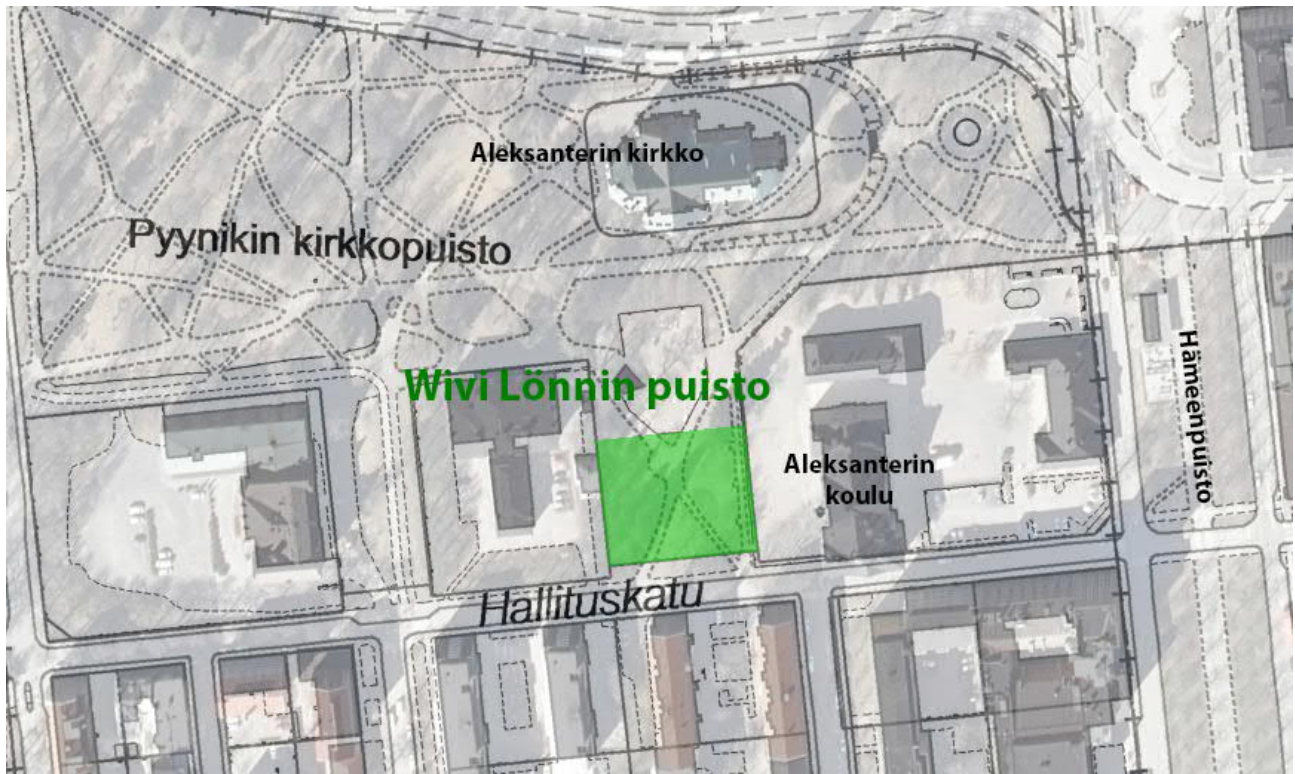 Aleksanterin kirkko
Pyynikin kirkkopuisto
Wivi Lönnin puisto
Hämeenpuisto
Aleksanterin
koulu
Hallituskatu